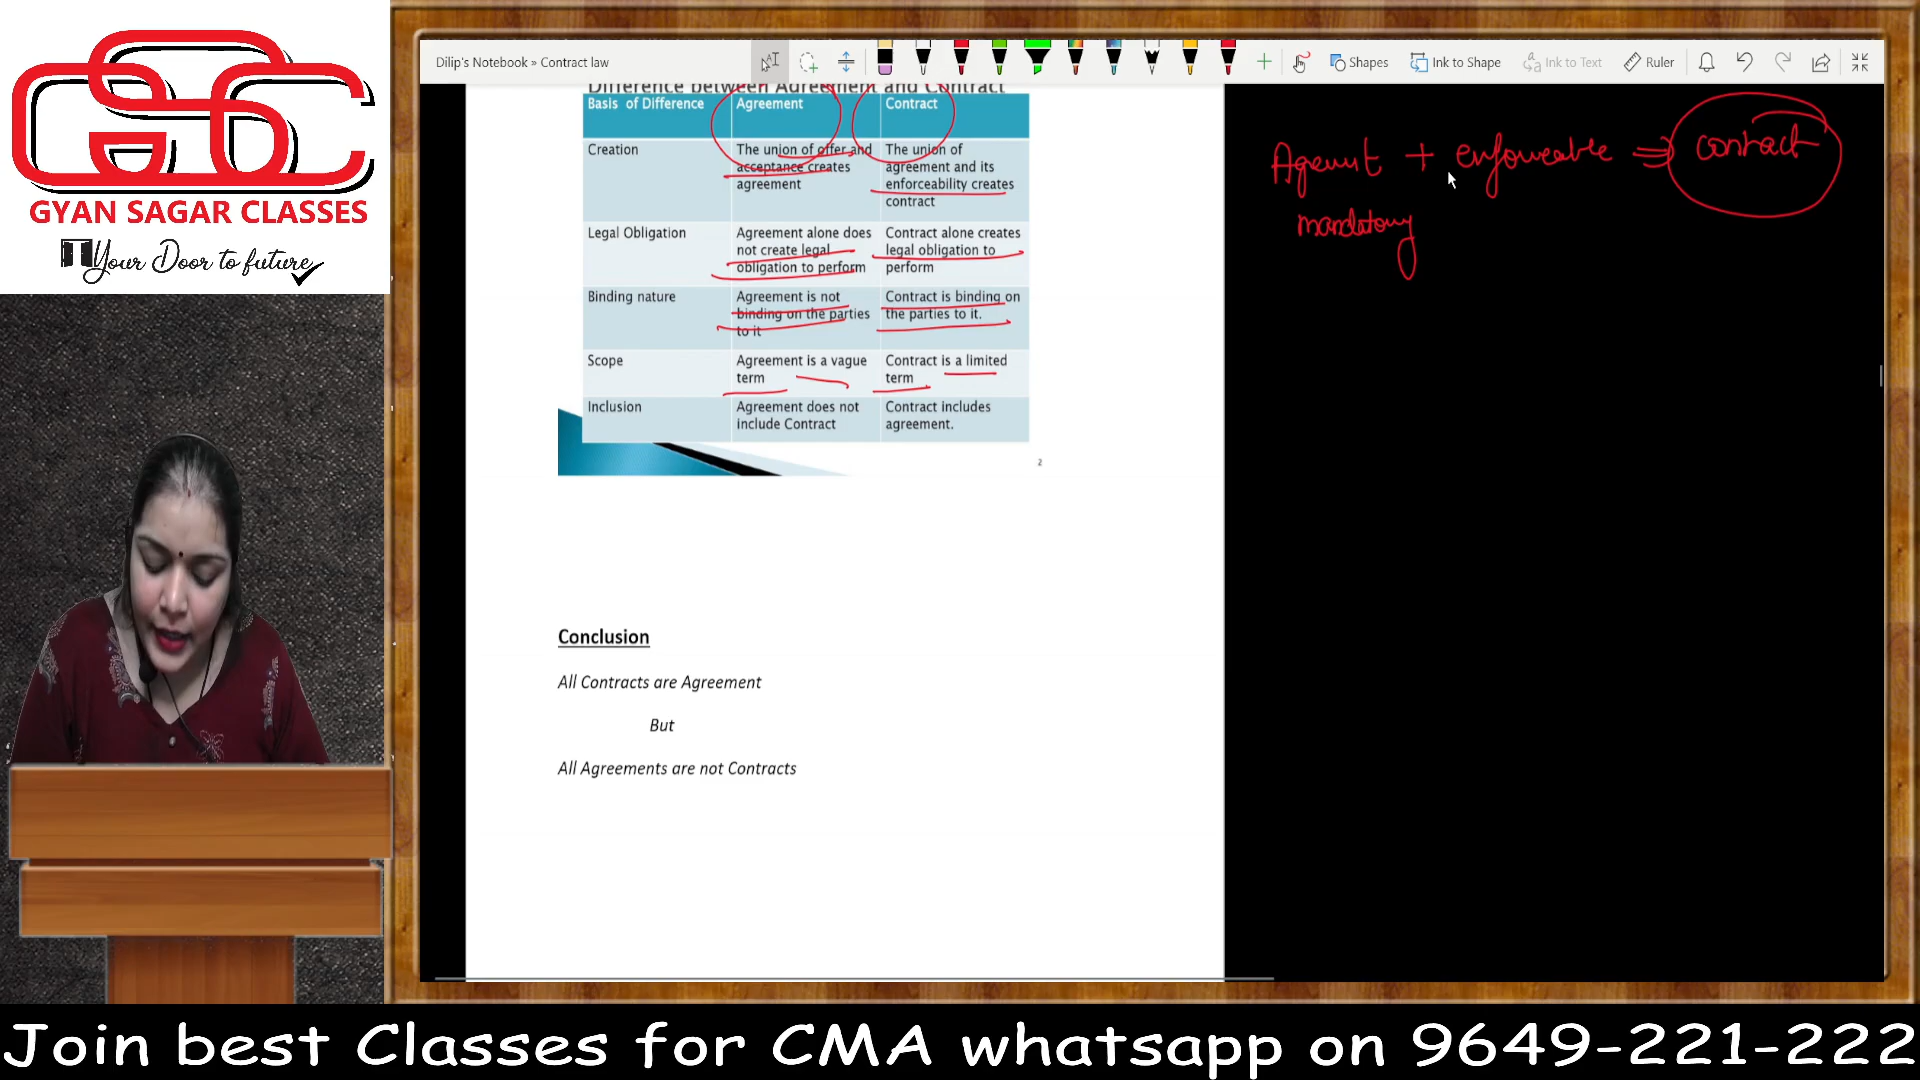 GSC
GYAN SAGAR CLASSES
Your Door to future
Dilip's Notebook » Contract law
Shapes
Ink to Shape
Ink to Text
Ruler
Difference between Agreement and Contract
Basis of Difference Agreement Contract
Creation
The union of offer and
acceptance creates
agreement
The union of
agreement and its
enforceability creates
contract
Legal Obligation
Agreement alone does
not create legal
obligation to perform
Contract alone creates
legal obligation to
perform
Binding nature
Agreement is not
binding on the parties
to it
Contract is binding on
the parties to it.
Scope
Agreement is a vague
term
Contract is a limited
term
Inclusion
Agreement does not
include Contract
Contract includes
agreement.
2
Conclusion
All Contracts are Agreement
But
All Agreements are not Contracts
+ enforceable ⇒ contract
mandatory
Join best Classes for CMA whatsapp on 9649-221-222